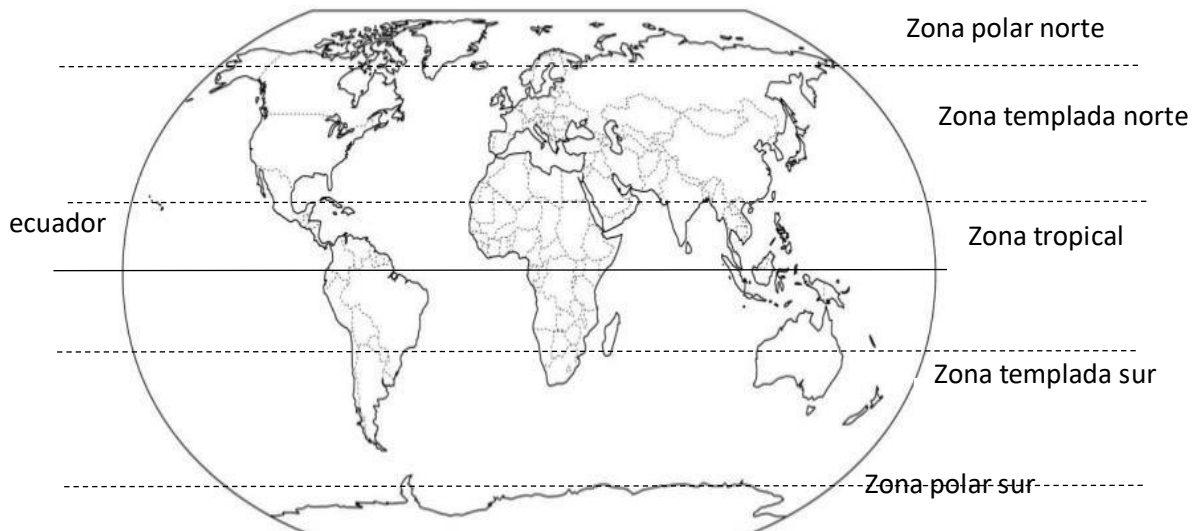 Zona polar norte
Zona templada norte
ecuador
Zona tropical
Zona templada sur
Zona polar sur